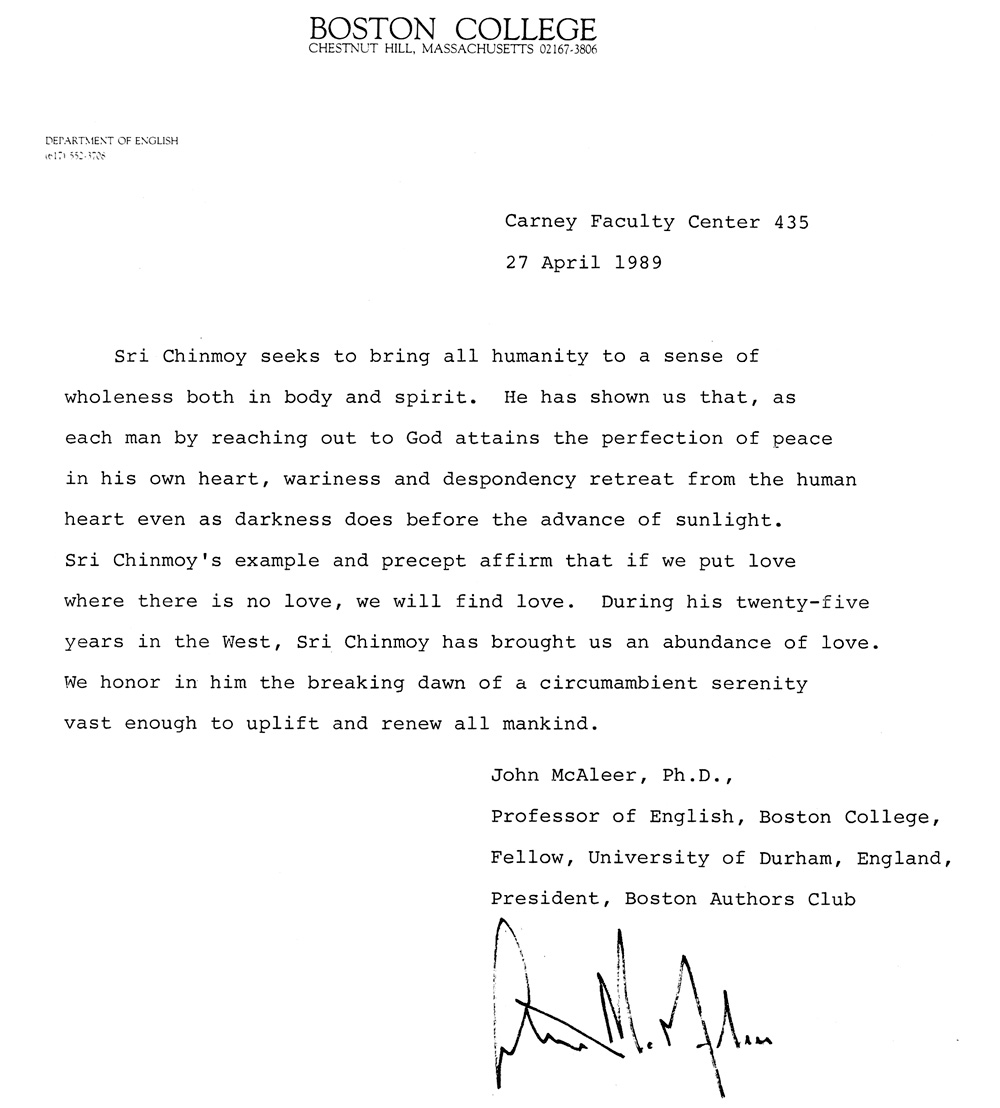 BOSTON COLLEGE
CHESTNUT HILL, MASSACHUSETTS 02167-3806
DEPARTMENT OF ENGLISH
(617) 552-3708
Carney Faculty Center 435
27 April 1989
Sri Chinmoy seeks to bring all humanity to a sense of
wholeness both in body and spirit. He has shown us that, as
each man by reaching out to God attains the perfection of peace
in his own heart, wariness and despondency retreat from the human
heart even as darkness does before the advance of sunlight.
Sri Chinmoy's example and precept affirm that if we put love
where there is no love, we will find love. During his twenty-five
years in the West, Sri Chinmoy has brought us an abundance of love.
We honor in him the breaking dawn of a circumambient serenity
vast enough to uplift and renew all mankind.
John McAleer, Ph.D.,
Professor of English, Boston College,
Fellow, University of Durham, England,
President, Boston Authors Club
John McAleer